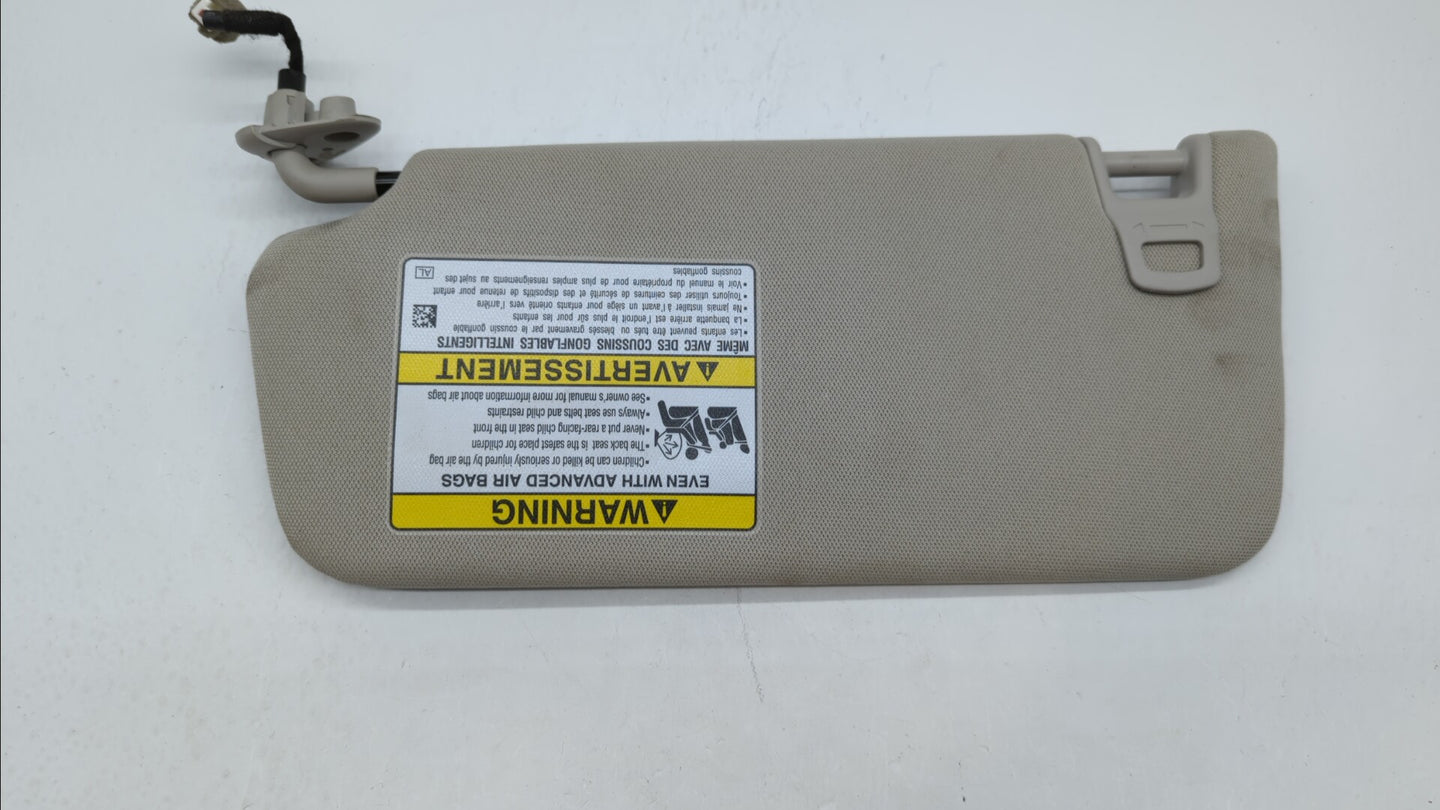 WARNING
EVEN WITH ADVANCED AIR BAGS
•Children can be killed or seriously injured by the air bag
•The back seat is the safest place for children
•Never put a rear-facing child seat in the front
•Always use seat belts and child restraints
•See owner's manual for more information about air bags
AVERTISSEMENT
MÊME AVEC DES COUSSINS GONFLABLES INTELLIGENTS
• Les enfants peuvent être tués ou blessés gravement par le coussin gonflable
• La banquette arrière est l'endroit le plus sûr pour les enfants
• Ne jamais installer à l'avant un siège pour enfants orienté vers l'arrière
• Toujours utiliser des ceintures de sécurité et des dispositifs de retenue pour enfant
• Voir le manuel du propriétaire pour de plus amples renseignements au sujet des
coussins gonflables
AL